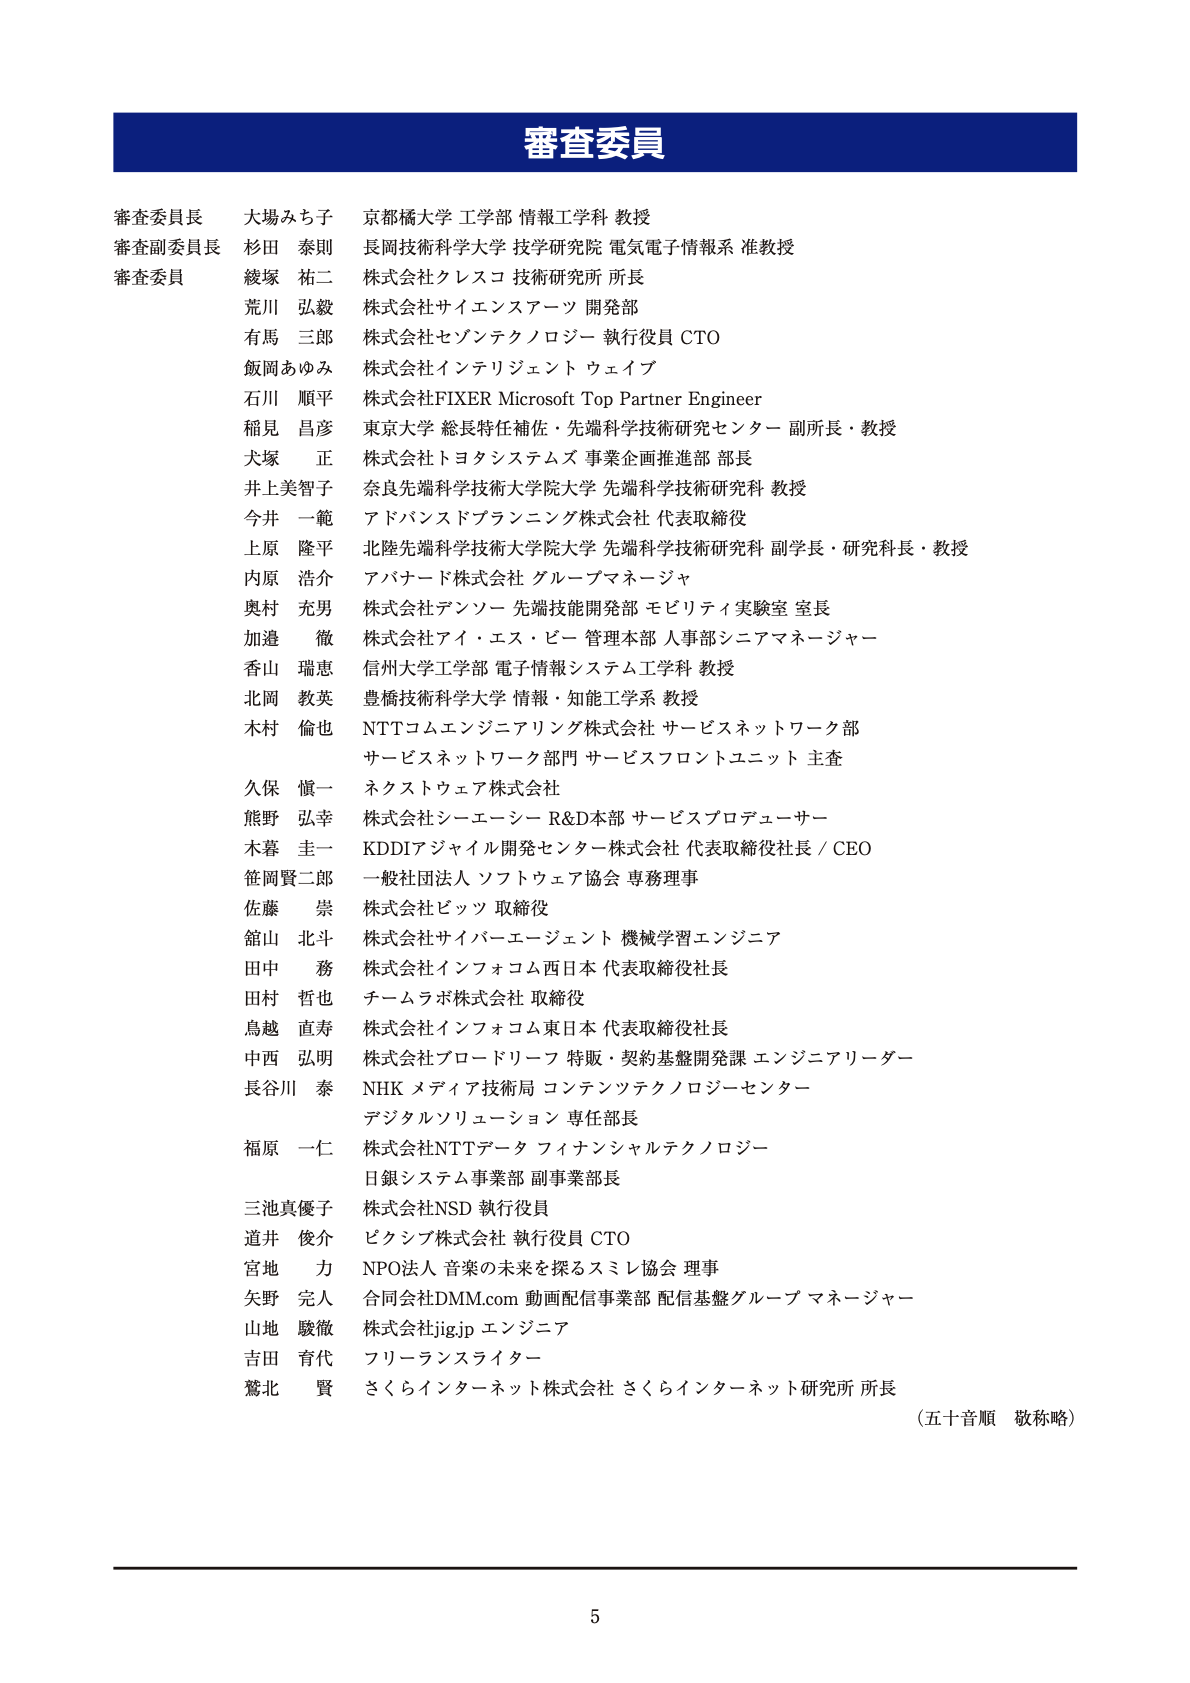 審査委員
審査委員長　大場みち子　京都橘大学 工学部 情報工学科 教授
審査副委員長　杉田　泰則　長岡技術科学大学 技学研究院 電気電子情報系 准教授
審査委員　綾塚　祐二　株式会社クレスコ 技術研究所 所長
荒川　弘毅　株式会社サイエンスアーツ 開発部
有馬　三郎　株式会社セゾンテクノロジー 執行役員 CTO
飯岡あゆみ　株式会社インテリジェント ウェイブ
石川　順平　株式会社FIXER Microsoft Top Partner Engineer
稲見　昌彦　東京大学 総長特任補佐・先端科学技術研究センター 副所長・教授
犬塚　　正　株式会社トヨタシステムズ 事業企画推進部 部長
井上美智子　奈良先端科学技術大学院大学 先端科学技術研究科 教授
今井　一範　アドバンスドプランニング株式会社 代表取締役
上原　隆平　北陸先端科学技術大学院大学 先端科学技術研究科 副学長・研究科長・教授
内原　浩介　アバナード株式会社 グループマネージャ
奥村　充男　株式会社デンソー 先端技能開発部 モビリティ実験室 室長
加邉　　徹　株式会社アイ・エス・ビー 管理本部 人事部シニアマネージャー
香山　瑞恵　信州大学工学部 電子情報システム工学科 教授
北岡　教英　豊橋技術科学大学 情報・知能工学系 教授
木村　倫也　NTTコムエンジニアリング株式会社 サービスネットワーク部
サービスネットワーク部門 サービスフロントユニット 主査
久保　愼一　ネクストウェア株式会社
熊野　弘幸　株式会社シーエーシー R&D本部 サービスプロデューサー
木暮　圭一　KDDIアジャイル開発センター株式会社 代表取締役社長 / CEO
笹岡賢二郎　一般社団法人 ソフトウェア協会 専務理事
佐藤　　崇　株式会社ビッツ 取締役
舘山　北斗　株式会社サイバーエージェント 機械学習エンジニア
田中　　務　株式会社インフォコム西日本 代表取締役社長
田村　哲也　チームラボ株式会社 取締役
鳥越　直寿　株式会社インフォコム東日本 代表取締役社長
中西　弘明　株式会社ブロードリーフ 特販・契約基盤開発課 エンジニアリーダー
長谷川　泰　NHK メディア技術局 コンテンツテクノロジーセンター
デジタルソリューション 専任部長
福原　一仁　株式会社NTTデータ フィナンシャルテクノロジー
日銀システム事業部 副事業部長
三池真優子　株式会社NSD 執行役員
道井　俊介　ピクシブ株式会社 執行役員 CTO
宮地　　力　NPO法人 音楽の未来を探るスミレ協会 理事
矢野　完人　合同会社DMM.com 動画配信事業部 配信基盤グループ マネージャー
山地　駿徹　株式会社jig.jp エンジニア
吉田　育代　フリーランスライター
鷲北　　賢　さくらインターネット株式会社 さくらインターネット研究所 所長
（五十音順　敬称略）
5